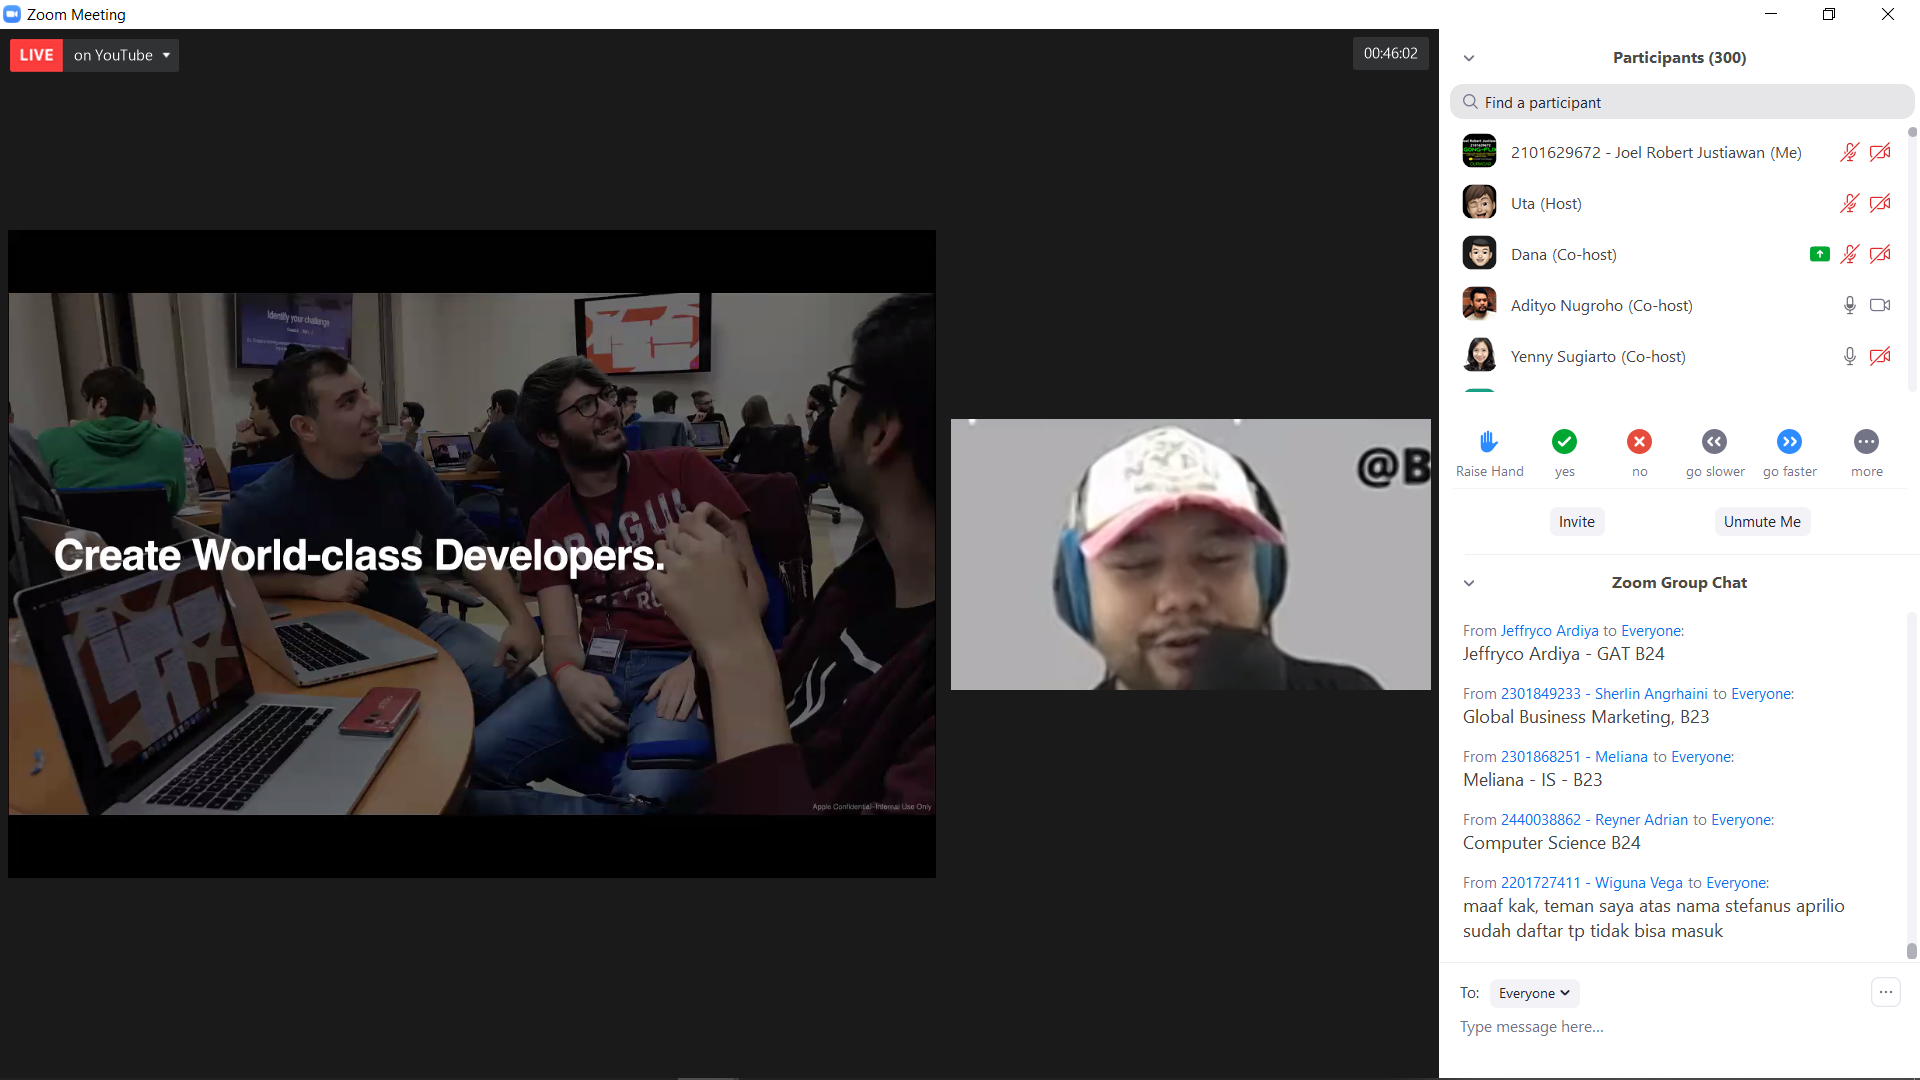 Zoom Meeting
LIVE on YouTube
00:46:02
Identify your challenge
Create World-class Developers.
Apple Confidential–Internal Use Only
@B
Participants (300)
Find a participant
2101629672 - Joel Robert Justiawan (Me)
Uta (Host)
Dana (Co-host)
Adityo Nugroho (Co-host)
Yenny Sugiarto (Co-host)
Raise Hand
yes
no
go slower
go faster
more
Invite
Unmute Me
Zoom Group Chat
From Jeffryco Ardiya to Everyone:
Jeffryco Ardiya - GAT B24
From 2301849233 - Sherlin Angrhaini to Everyone:
Global Business Marketing, B23
From 2301868251 - Meliana to Everyone:
Meliana - IS - B23
From 2440038862 - Reyner Adrian to Everyone:
Computer Science B24
From 2201727411 - Wiguna Vega to Everyone:
maaf kak, teman saya atas nama stefanus aprilio
sudah daftar tp tidak bisa masuk
To: Everyone
Type message here...